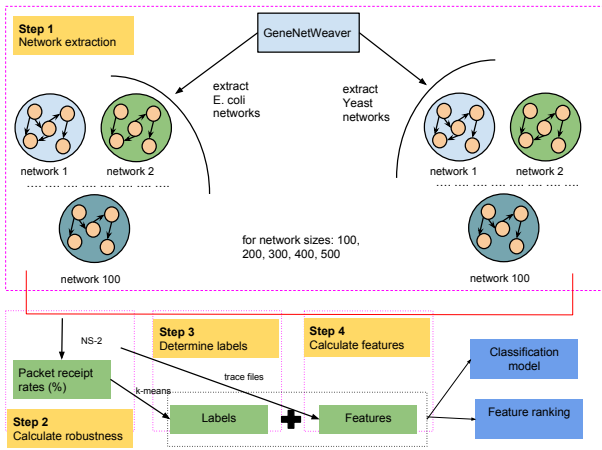 Step 1
Network extraction
GeneNetWeaver
extract
E. coli
networks
extract
Yeast
networks
network 1
network 2
network 1
network 2
.... .... ... ... ... ... ... ...
.... .... ... ... ... ... ... ...
network 100
network 100
for network sizes: 100,
200, 300, 400, 500
NS-2
Step 3
Determine labels
Step 4
Calculate features
Packet receipt
rates (%)
k-means
trace files
Labels
Features
Classification
model
Feature ranking
Step 2
Calculate robustness